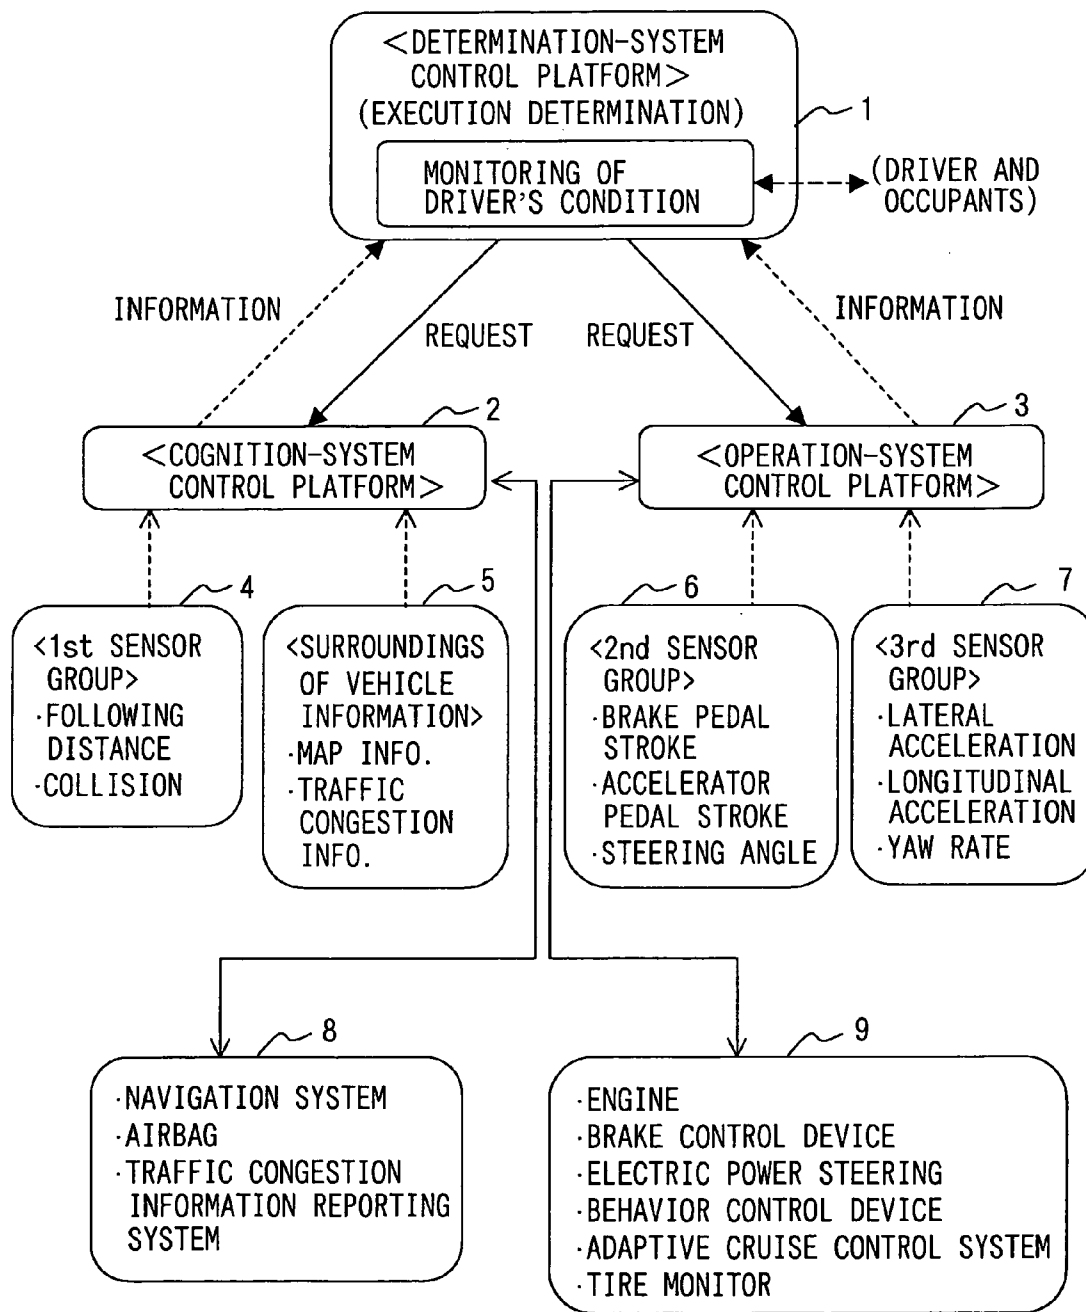 <DETERMINATION-SYSTEM
CONTROL PLATFORM>
(EXECUTION DETERMINATION)
1
MONITORING OF
DRIVER'S CONDITION
(DRIVER AND
OCCUPANTS)
INFORMATION
REQUEST
REQUEST
INFORMATION
2
<COGNITION-SYSTEM
CONTROL PLATFORM>
3
<OPERATION-SYSTEM
CONTROL PLATFORM>
4
<1st SENSOR
GROUP>
·FOLLOWING
DISTANCE
·COLLISION
5
<SURROUNDINGS
OF VEHICLE
INFORMATION>
·MAP INFO.
·TRAFFIC
CONGESTION
INFO.
6
<2nd SENSOR
GROUP>
·BRAKE PEDAL
STROKE
·ACCELERATOR
PEDAL STROKE
·STEERING ANGLE
7
<3rd SENSOR
GROUP>
·LATERAL
ACCELERATION
·LONGITUDINAL
ACCELERATION
·YAW RATE
8
·NAVIGATION SYSTEM
·AIRBAG
·TRAFFIC CONGESTION
INFORMATION REPORTING
SYSTEM
9
·ENGINE
·BRAKE CONTROL DEVICE
·ELECTRIC POWER STEERING
·BEHAVIOR CONTROL DEVICE
·ADAPTIVE CRUISE CONTROL SYSTEM
·TIRE MONITOR